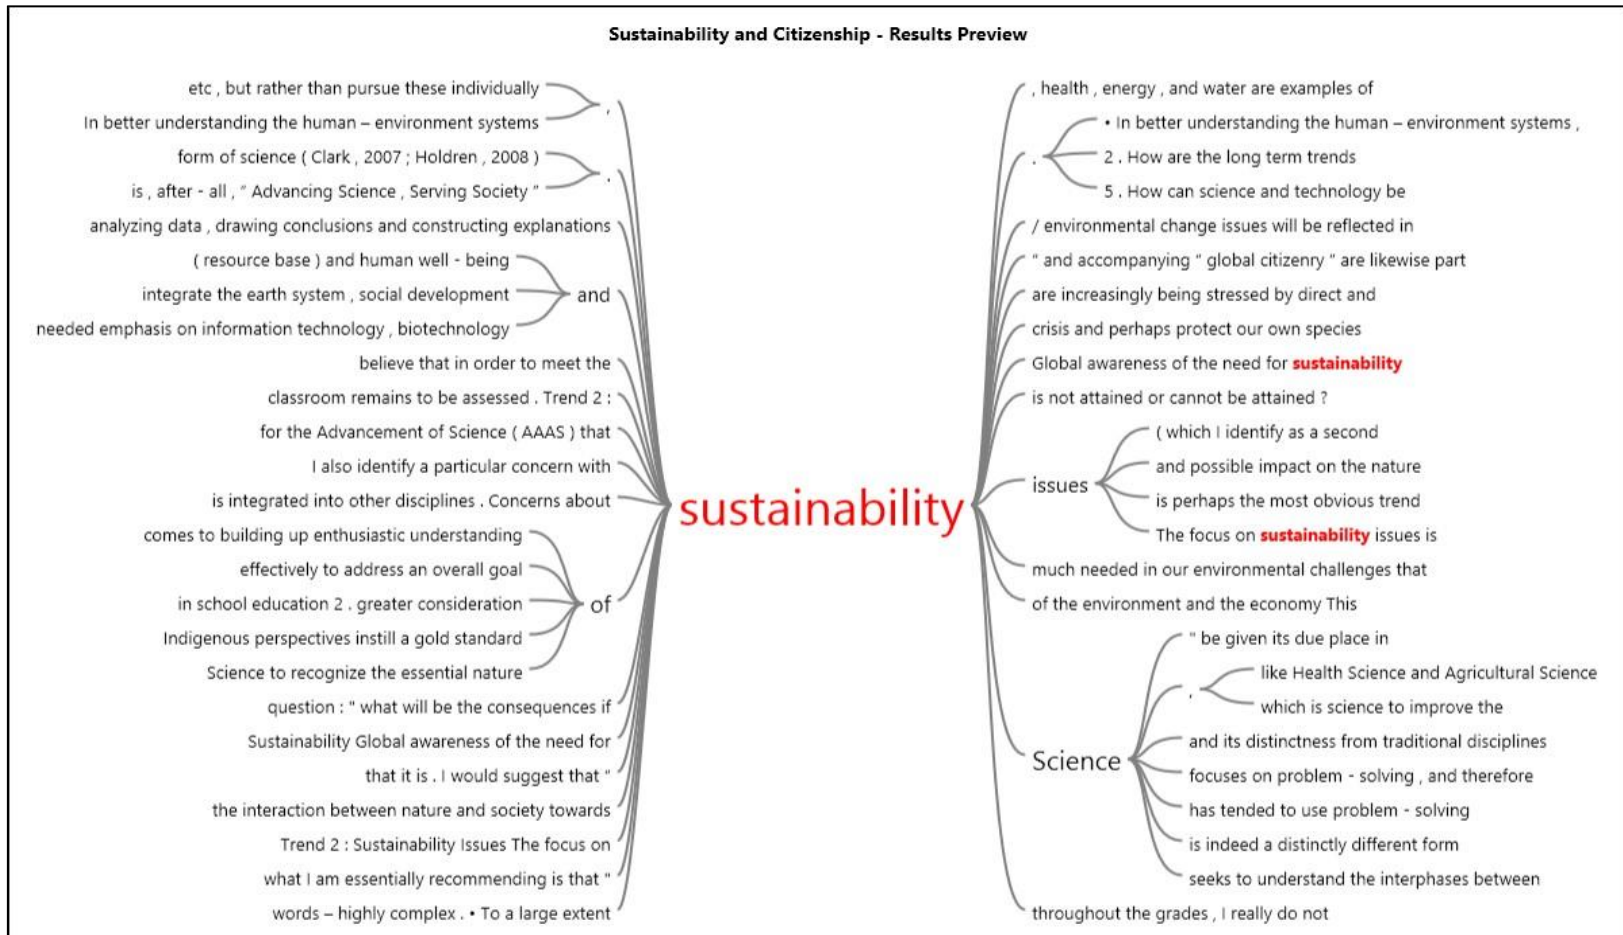 Sustainability and Citizenship - Results Preview
etc , but rather than pursue these individually
In better understanding the human – environment systems
,
form of science ( Clark , 2007 ; Holdren , 2008 )
is , after - all , " Advancing Science , Serving Society "
.
analyzing data , drawing conclusions and constructing explanations
( resource base ) and human well - being
integrate the earth system , social development
needed emphasis on information technology , biotechnology
and
believe that in order to meet the
classroom remains to be assessed . Trend 2 :
for the Advancement of Science ( AAAS ) that
I also identify a particular concern with
is integrated into other disciplines . Concerns about
comes to building up enthusiastic understanding
effectively to address an overall goal
in school education 2 . greater consideration
Indigenous perspectives instill a gold standard
Science to recognize the essential nature
of
question : " what will be the consequences if
Sustainability Global awareness of the need for
that it is . I would suggest that "
the interaction between nature and society towards
Trend 2 : Sustainability Issues The focus on
what I am essentially recommending is that "
words – highly complex . • To a large extent
sustainability
, health , energy , and water are examples of
.
• In better understanding the human – environment systems ,
2 . How are the long term trends
5 . How can science and technology be
/ environmental change issues will be reflected in
" and accompanying " global citizenry " are likewise part
are increasingly being stressed by direct and
crisis and perhaps protect our own species
Global awareness of the need for sustainability
is not attained or cannot be attained ?
issues
( which I identify as a second
and possible impact on the nature
is perhaps the most obvious trend
The focus on sustainability issues is
much needed in our environmental challenges that
of the environment and the economy This
Science
" be given its due place in
,
like Health Science and Agricultural Science
which is science to improve the
and its distinctness from traditional disciplines
focuses on problem - solving , and therefore
has tended to use problem - solving
is indeed a distinctly different form
seeks to understand the interphases between
throughout the grades , I really do not